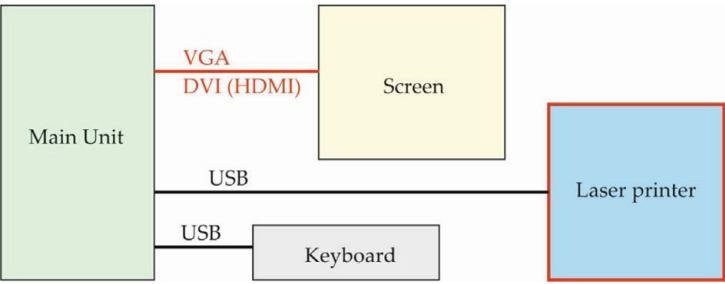 Main Unit
VGA
DVI (HDMI)
Screen
USB
Laser printer
USB
Keyboard